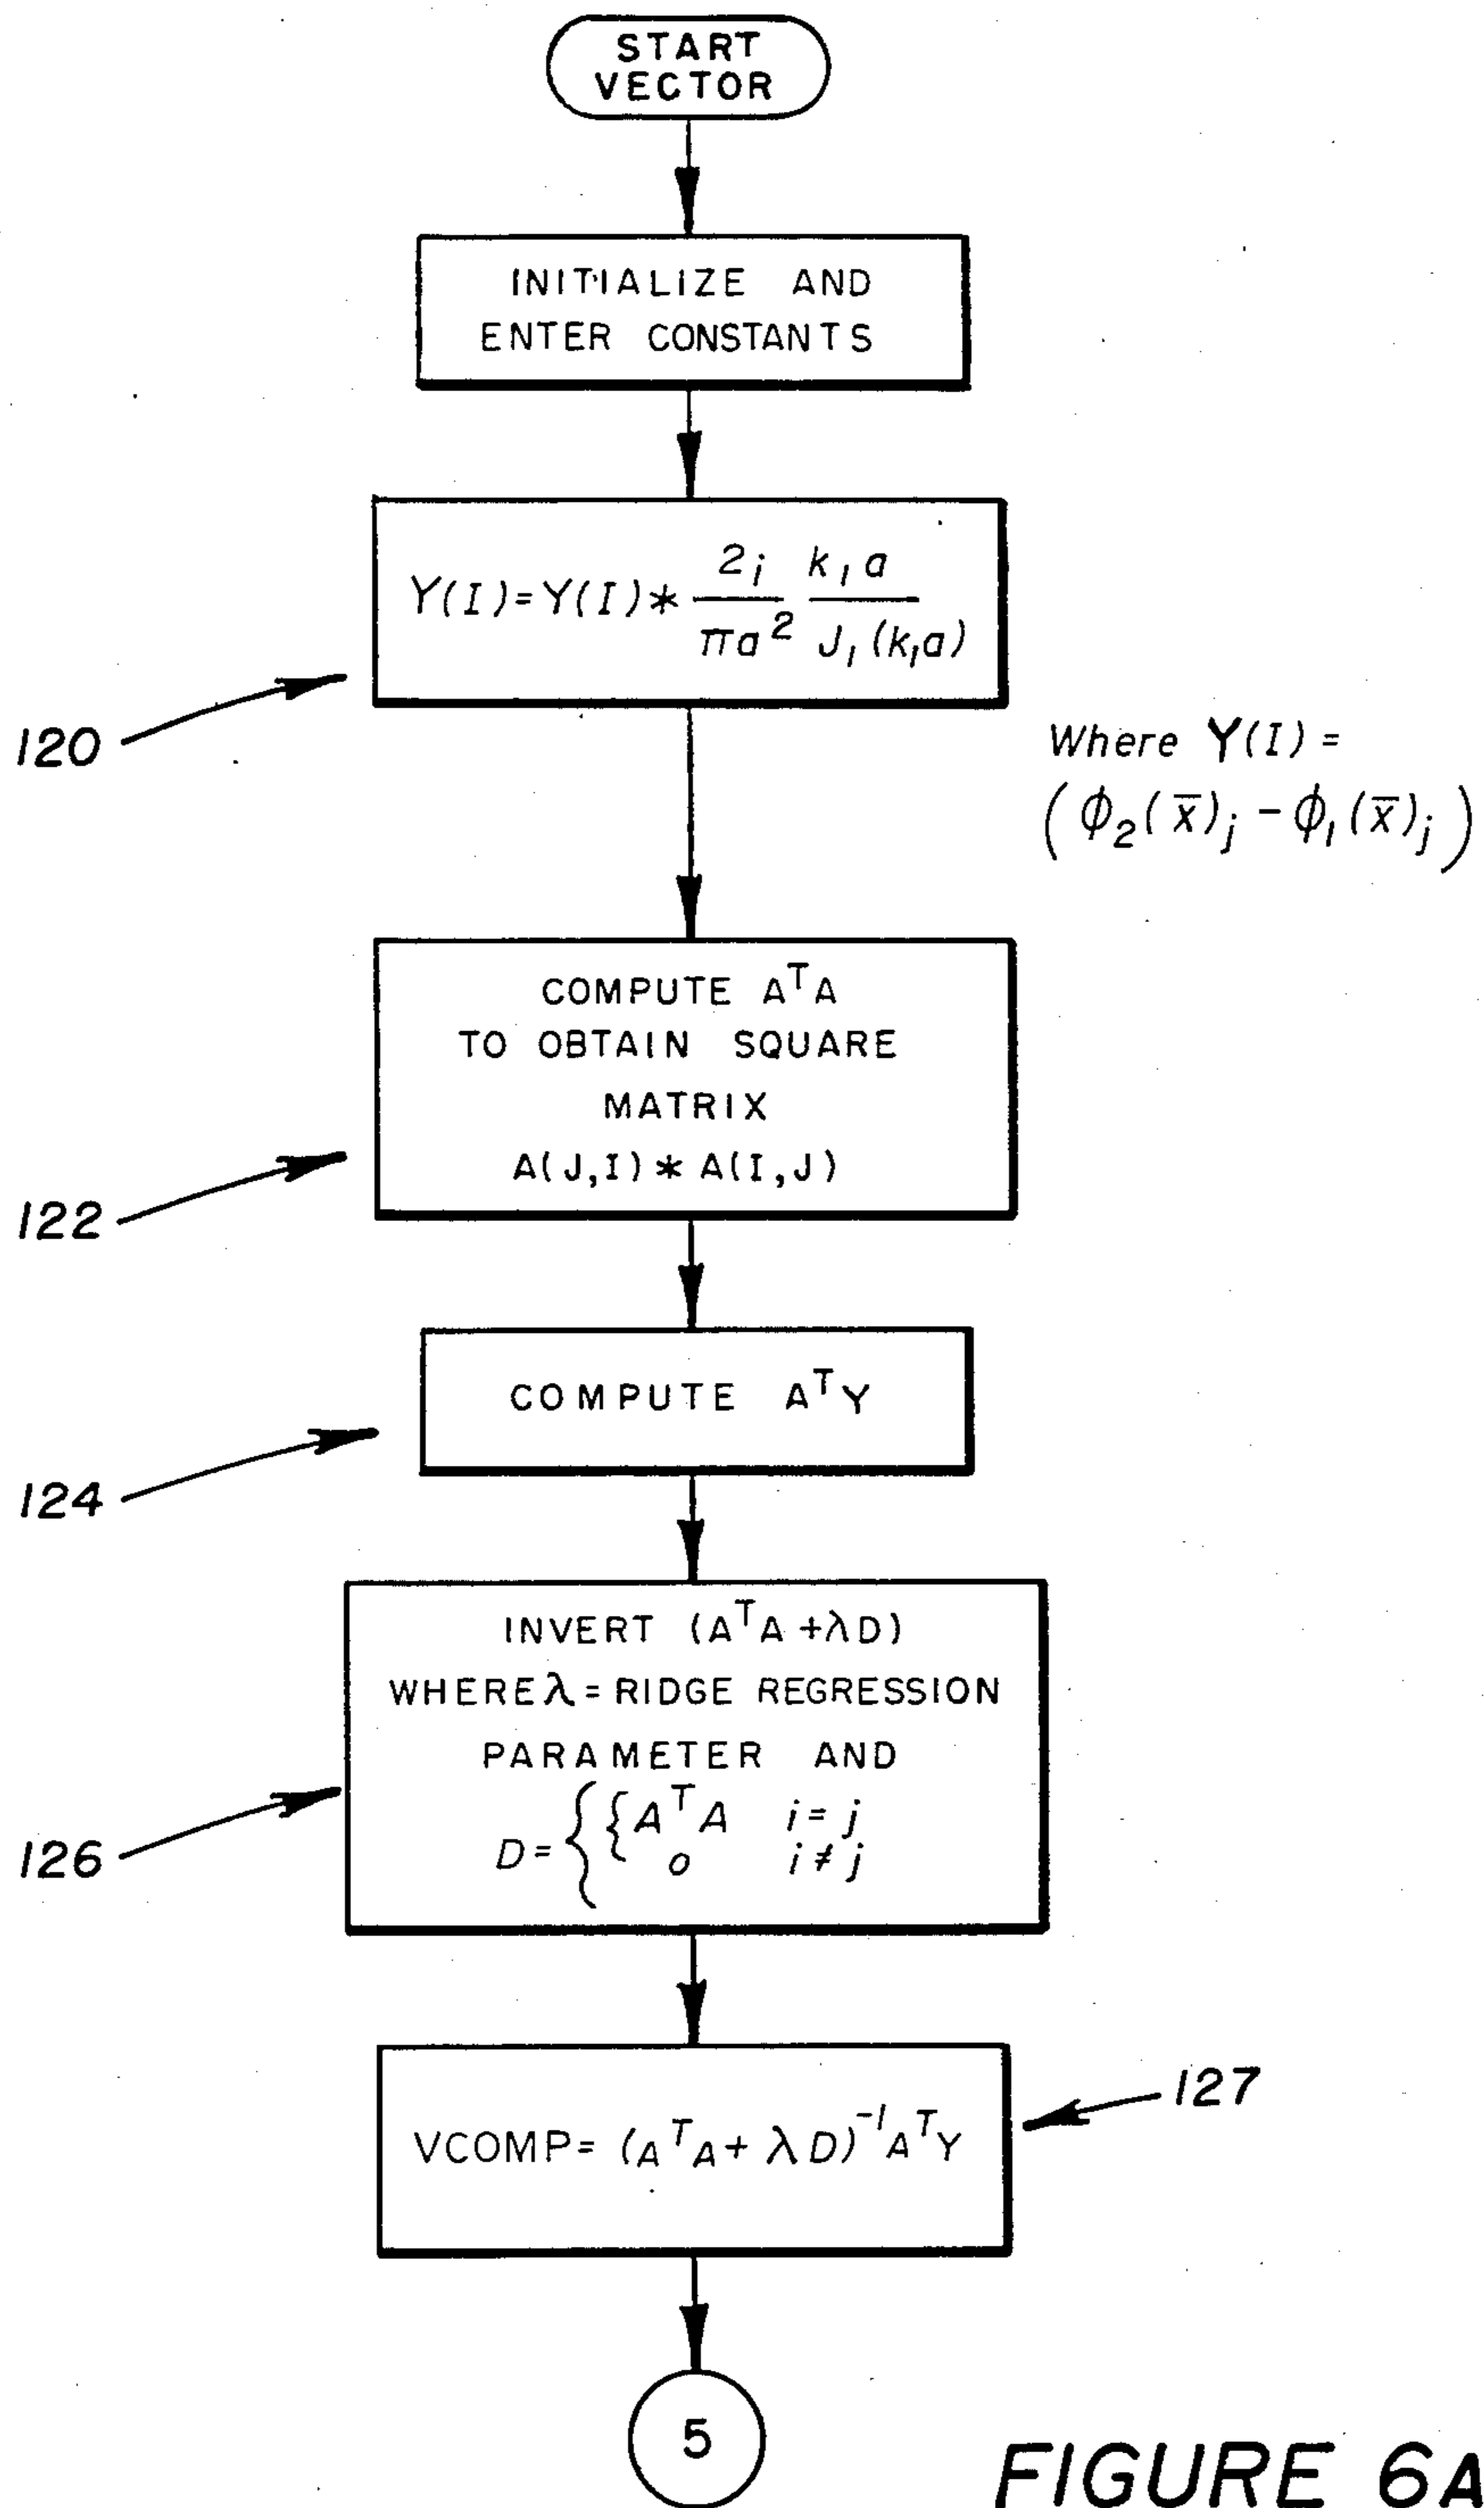 START
VECTOR
INITIALIZE AND
ENTER CONSTANTS
Y(I)=Y(I)* 2i/πa² k₁a/J₁(k₁a)
120
Where Y(I) =
(ϕ₂(x̅)ⱼ - ϕ₁(x̅)ⱼ)
COMPUTE AᵀA
TO OBTAIN SQUARE
MATRIX
A(J,I) * A(I,J)
122
COMPUTE AᵀY
124
INVERT (AᵀA +λD)
WHERE λ = RIDGE REGRESSION
PARAMETER AND
D = { { AᵀA i = j
o i ≠ j
126
VCOMP= (AᵀA + λD)⁻¹AᵀY
127
5
FIGURE 6A